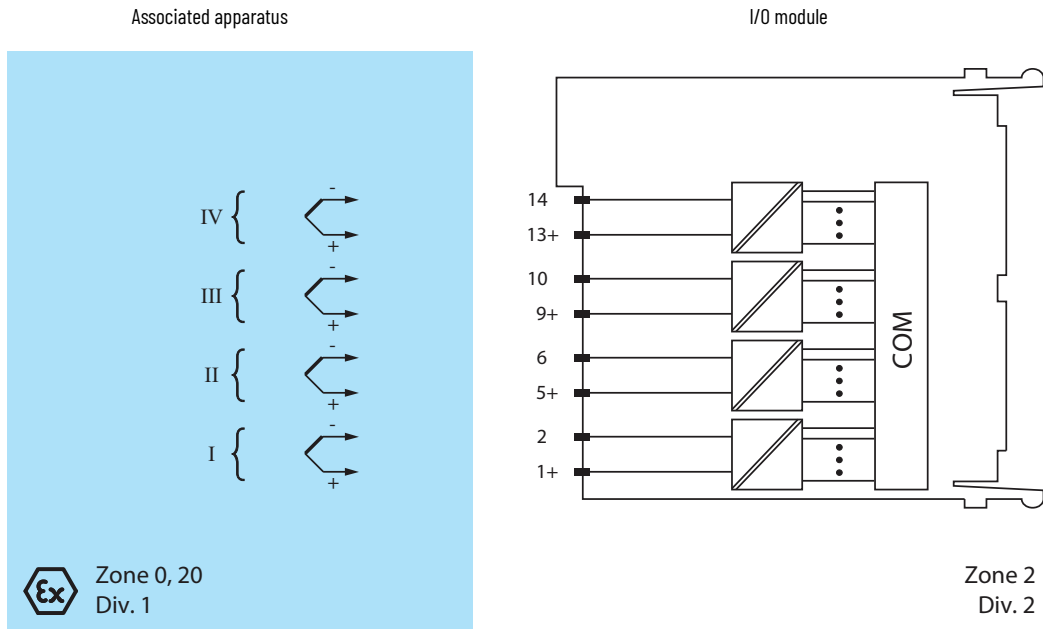 Associated apparatus
I/O module
-
IV {
+
-
III {
+
-
II {
+
-
I {
+
14
13+
10
9+
6
5+
2
1+
COM
Ex
Zone 0, 20
Div. 1
Zone 2
Div. 2